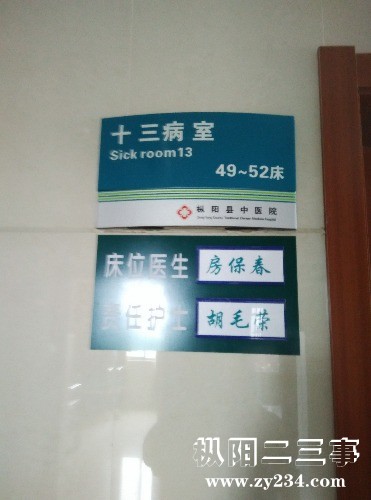 十三病室
Sick room13
49~52床
枞阳县中医院
床位医生 房保春
责任护士 胡毛荣
枞阳二三事
www.zy234.com